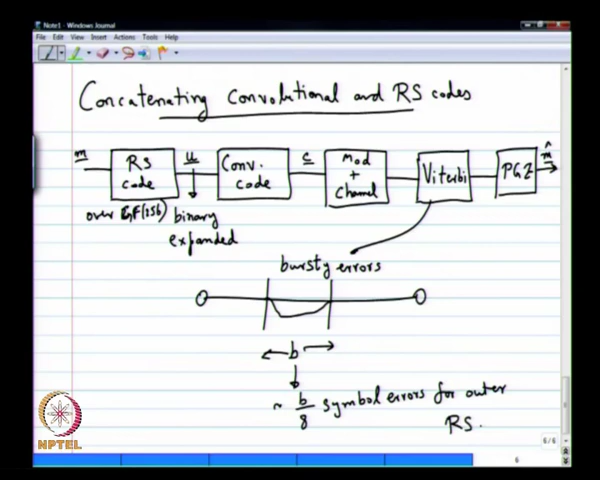 Note1 - Windows Journal
File Edit View Insert Actions Tools Help
Concatenating Convolutional and RS codes
m RS code u Conv. code c Mod + Channel Viterbi PGZ m̂
over GF(256) binary expanded
bursty errors
b
~ b/8 symbol errors for outer
RS.
NPTEL
6/6
6